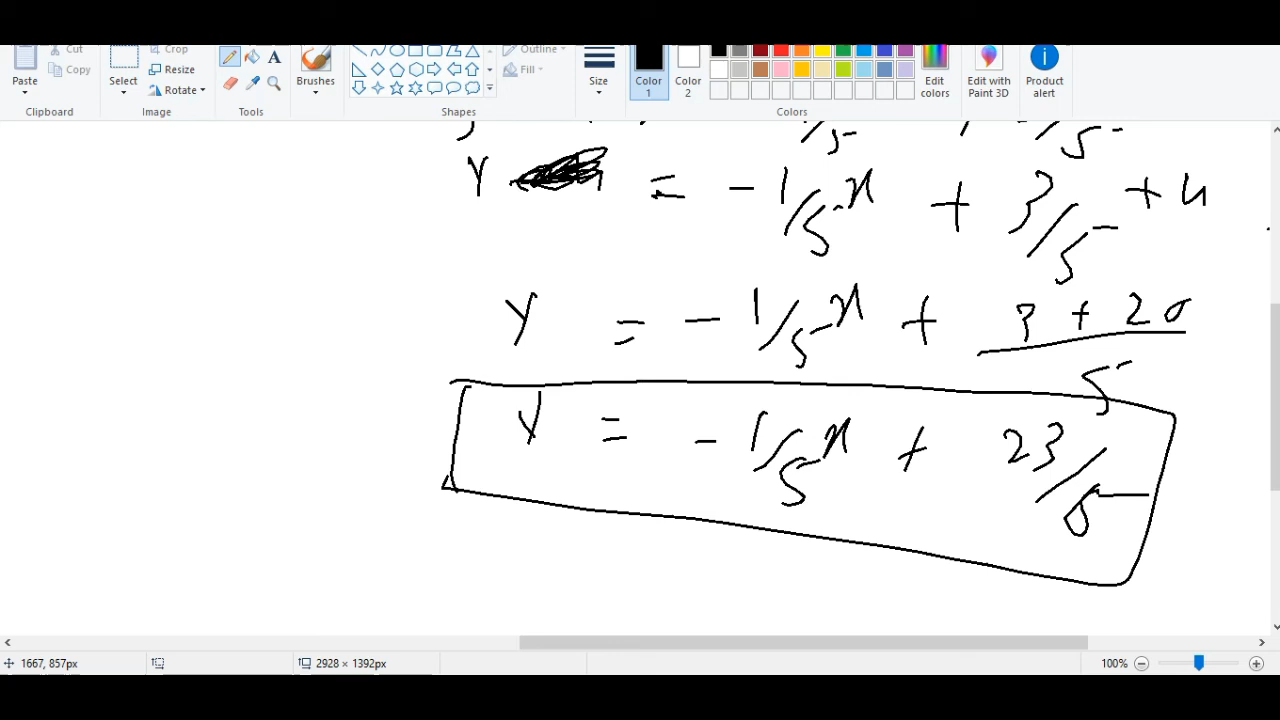 Cut
Copy
Paste
Clipboard
Select
Crop
Resize
Rotate
Image
Tools
Brushes
Outline
Fill
Shapes
Size
Color 1
Color 2
Edit colors
Colors
Edit with Paint 3D
Product alert
Y = - 1/5 x + 3/5 + 4
Y = - 1/5 x + 3 + 20
5
Y = - 1/5 x + 23/5
1667, 857px
2928 × 1392px
100%